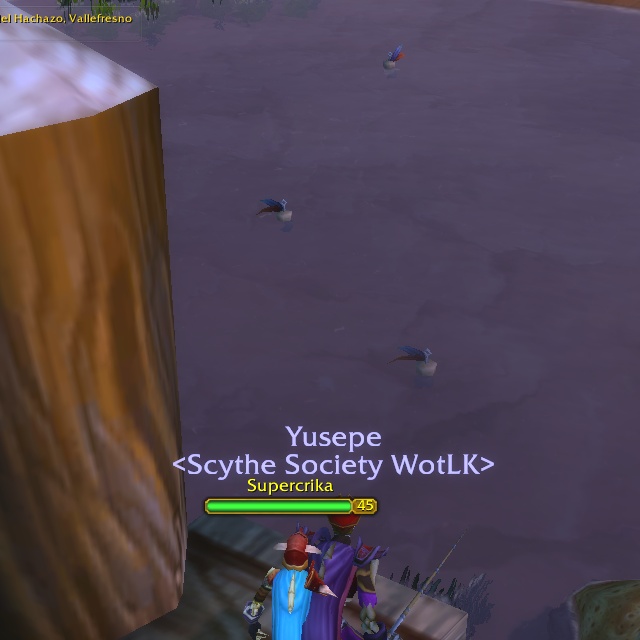 el Hachazo, Vallefresno
Yusepe
<Scythe Society WotLK>
Supercrika
45